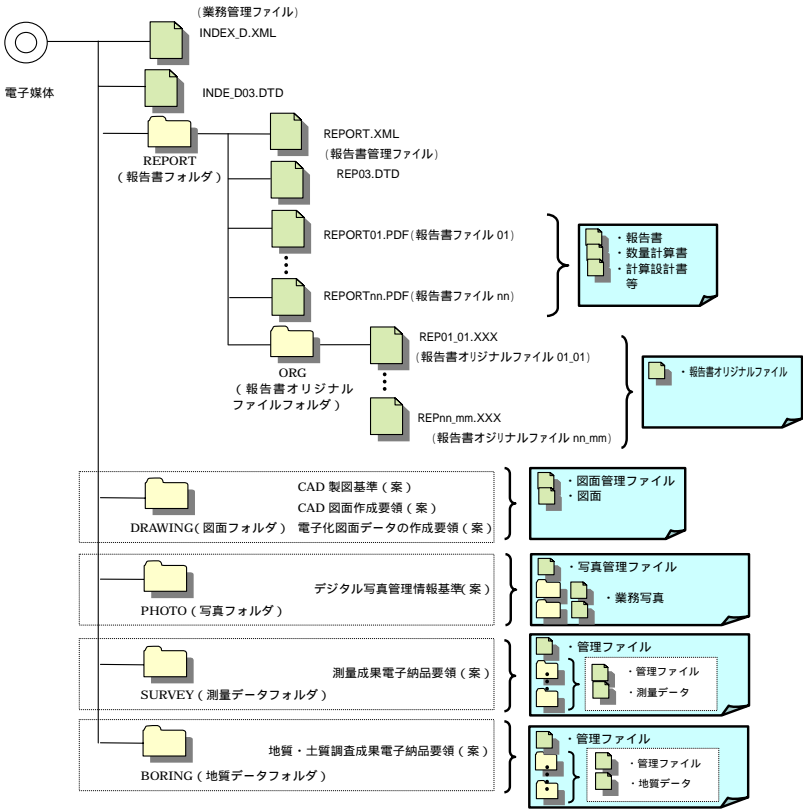 (業務管理ファイル)
INDEX_D.XML
電子媒体
INDE_D03.DTD
REPORT
(報告書フォルダ)
REPORT.XML
(報告書管理ファイル)
REP03.DTD
REPORT01.PDF(報告書ファイル 01)
・報告書
・数量計算書
・計算設計書
等
REPORTnn.PDF(報告書ファイル nn)
ORG
(報告書オリジナル
ファイルフォルダ)
REP01_01.XXX
(報告書オリジナルファイル 01_01)
・報告書オリジナルファイル
REPnn_mm.XXX
(報告書オジリナルファイル nn_mm)
CAD 製図基準(案)
CAD 図面作成要領(案)
DRAWING(図面フォルダ) 電子化図面データの作成要領(案)
・図面管理ファイル
・図面
デジタル写真管理情報基準(案)
PHOTO(写真フォルダ)
・写真管理ファイル
・業務写真
測量成果電子納品要領(案)
SURVEY(測量データフォルダ)
・管理ファイル
・管理ファイル
・測量データ
地質・土質調査成果電子納品要領(案)
BORING(地質データフォルダ)
・管理ファイル
・管理ファイル
・地質データ